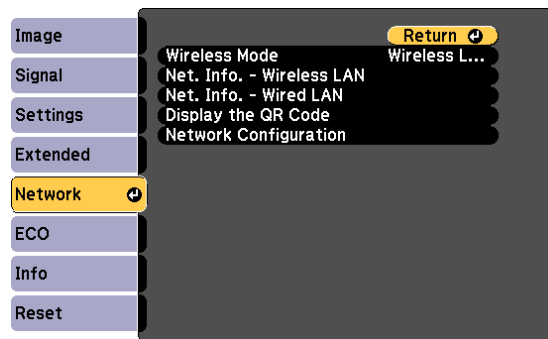 Image
Signal
Settings
Extended
Network
ECO
Info
Reset
Return
Wireless Mode Wireless L...
Net. Info. - Wireless LAN
Net. Info. - Wired LAN
Display the QR Code
Network Configuration